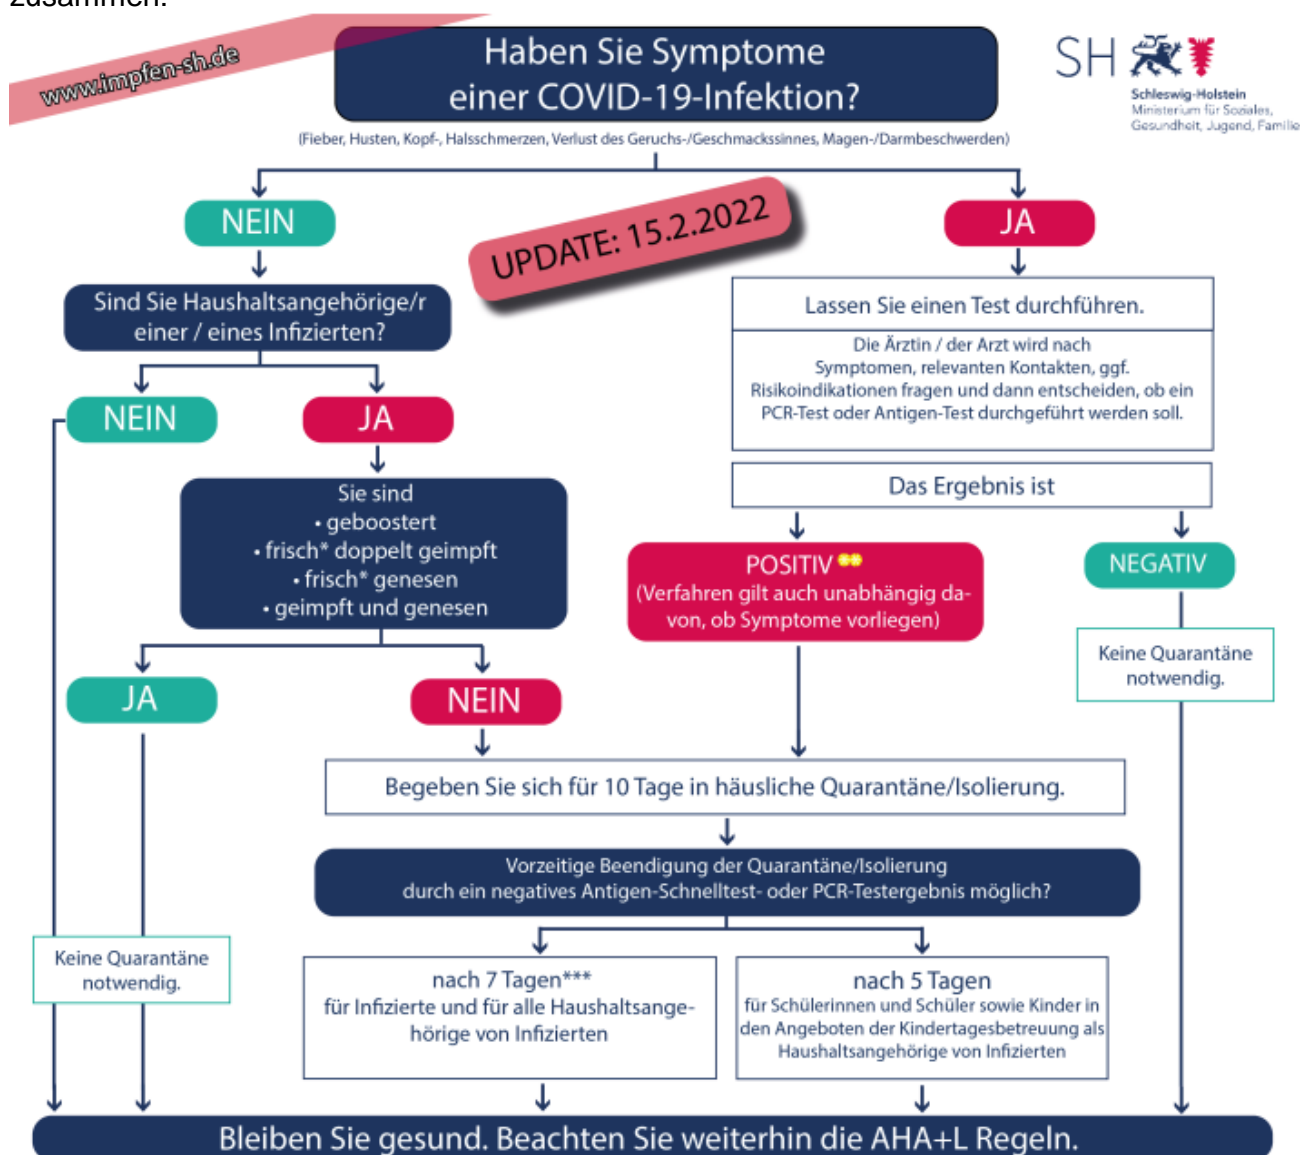 zusammen.
www.impfen-sh.de
Haben Sie Symptome
einer COVID-19-Infektion?
SH
Schleswig-Holstein
Ministerium für Soziales,
Gesundheit, Jugend, Familie
(Fieber, Husten, Kopf-, Halsschmerzen, Verlust des Geruchs-/Geschmackssinnes, Magen-/Darmbeschwerden)
NEIN
JA
UPDATE: 15.2.2022
Sind Sie Haushaltsangehörige/r
einer / eines Infizierten?
Lassen Sie einen Test durchführen.
Die Ärztin / der Arzt wird nach
Symptomen, relevanten Kontakten, ggf.
Risikoindikationen fragen und dann entscheiden, ob ein
PCR-Test oder Antigen-Test durchgeführt werden soll.
NEIN
JA
Das Ergebnis ist
Sie sind
• geboostert
• frisch* doppelt geimpft
• frisch* genesen
• geimpft und genesen
POSITIV**
(Verfahren gilt auch unabhängig da-
von, ob Symptome vorliegen)
NEGATIV
Keine Quarantäne
notwendig.
JA
NEIN
Begeben Sie sich für 10 Tage in häusliche Quarantäne/Isolierung.
Vorzeitige Beendigung der Quarantäne/Isolierung
durch ein negatives Antigen-Schnelltest- oder PCR-Testergebnis möglich?
Keine Quarantäne
notwendig.
nach 7 Tagen***
für Infizierte und für alle Haushaltsange-
hörige von Infizierten
nach 5 Tagen
für Schülerinnen und Schüler sowie Kinder in
den Angeboten der Kindertagesbetreuung als
Haushaltsangehörige von Infizierten
Bleiben Sie gesund. Beachten Sie weiterhin die AHA+L Regeln.